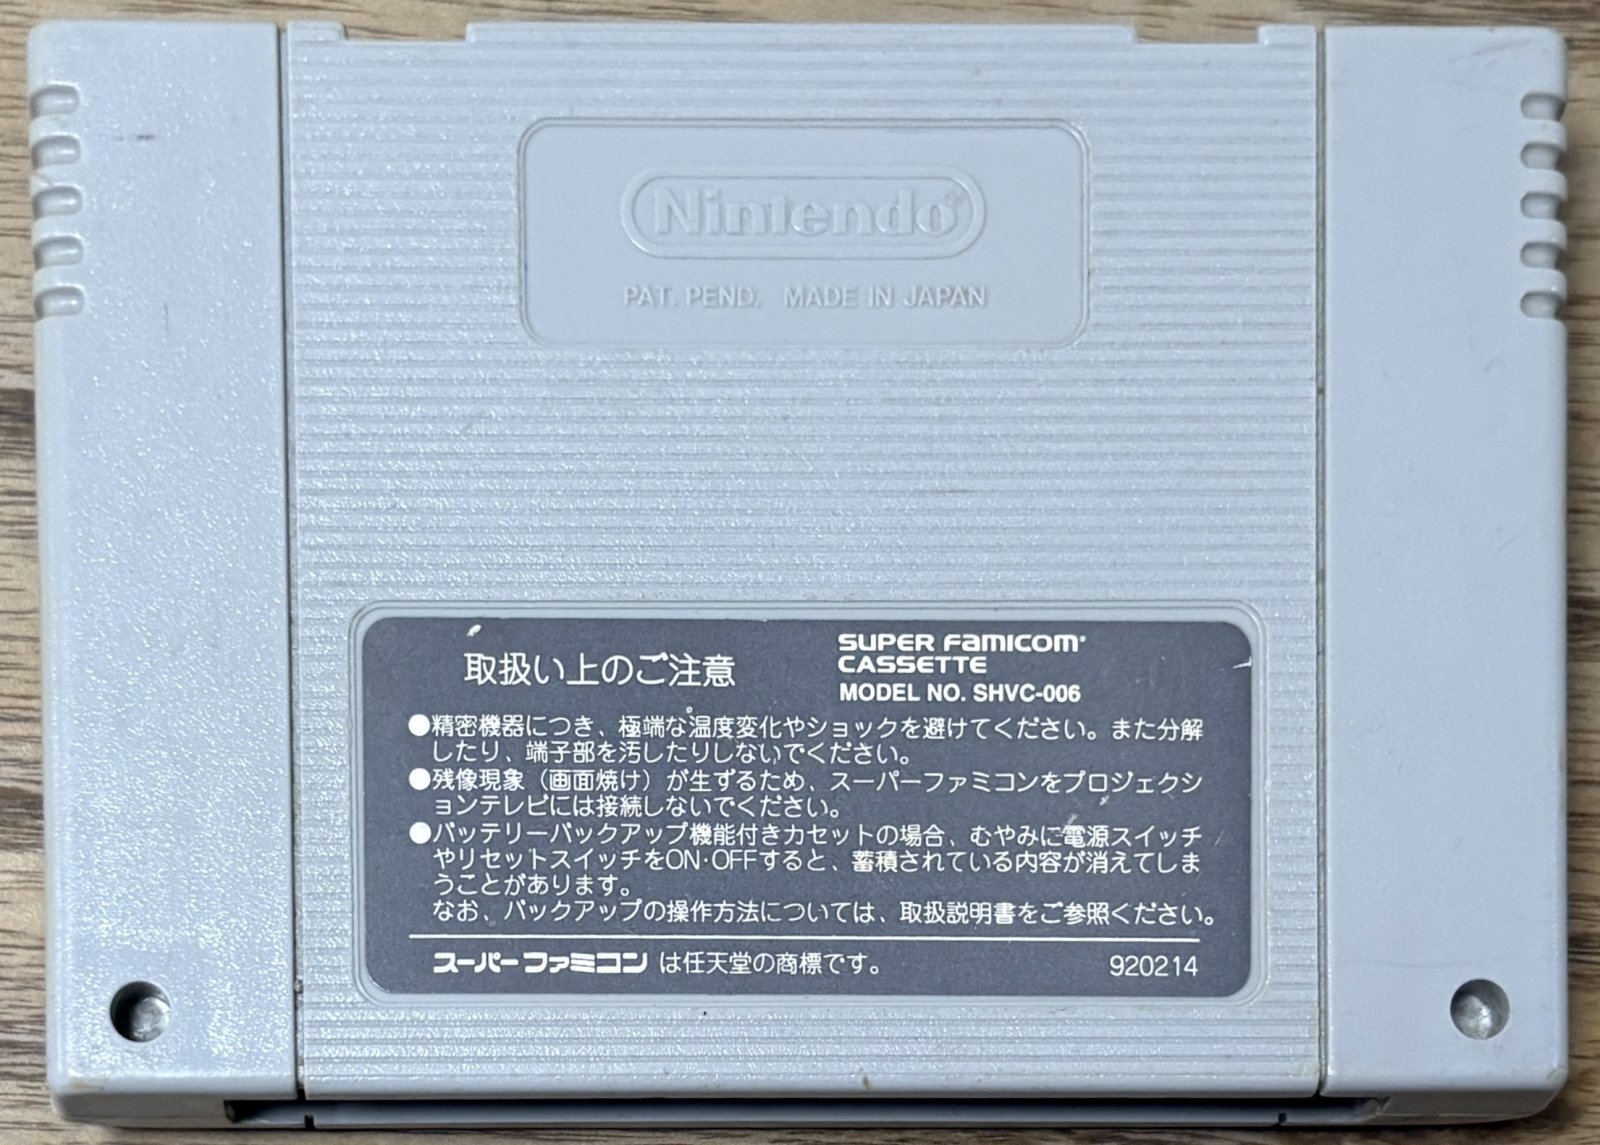 Nintendo®
PAT. PEND. MADE IN JAPAN
取扱い上のご注意
SUPER FAMICOM®
CASSETTE
MODEL NO. SHVC-006
●精密機器につき、極端な温度変化やショックを避けてください。また分解
したり、端子部を汚したりしないでください。
●残像現象（画面焼け）が生ずるため、スーパーファミコンをプロジェクシ
ョンテレビには接続しないでください。
●バッテリーバックアップ機能付きカセットの場合、むやみに電源スイッチ
やリセットスイッチをON·OFFすると、蓄積されている内容が消えてしま
うことがあります。
なお、バックアップの操作方法については、取扱説明書をご参照ください。
スーパーファミコン は任天堂の商標です。
920214